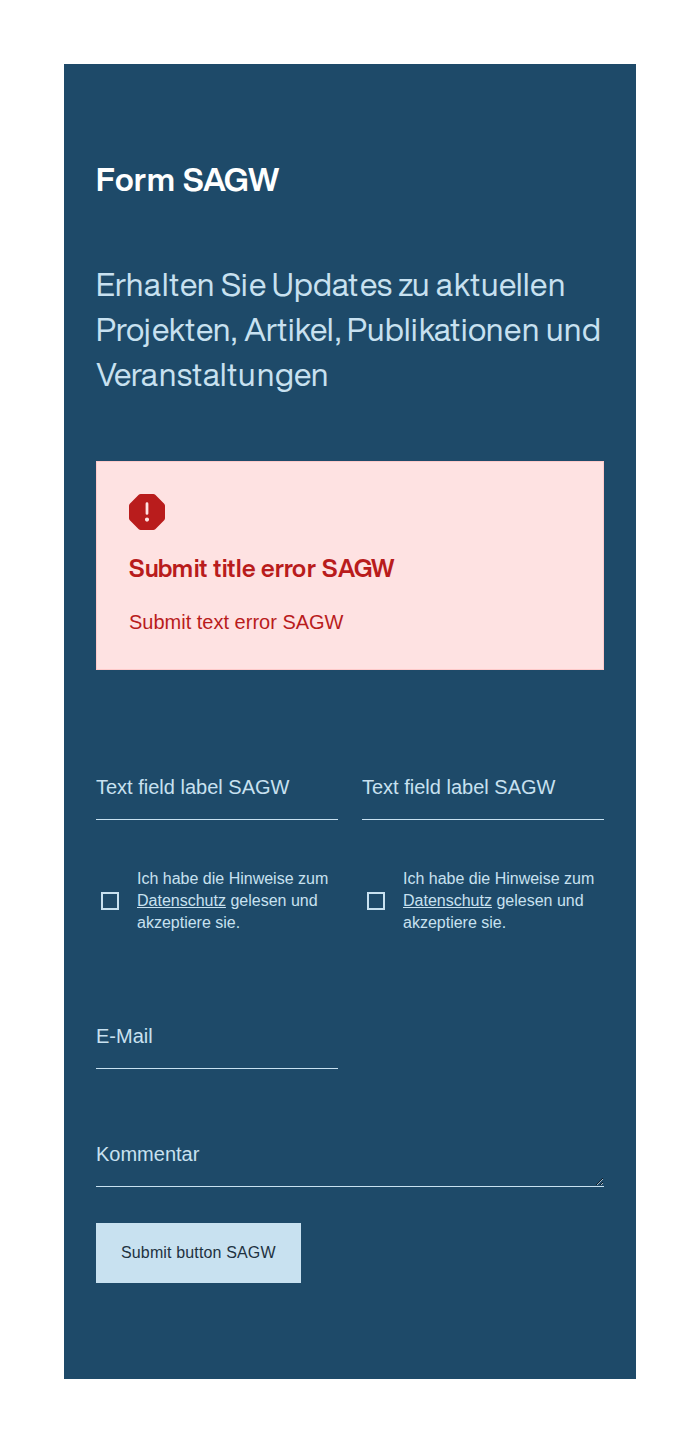 Form SAGW
Erhalten Sie Updates zu aktuellen
Projekten, Artikel, Publikationen und
Veranstaltungen
Submit title error SAGW
Submit text error SAGW
Text field label SAGW
Text field label SAGW
Ich habe die Hinweise zum
Datenschutz gelesen und
akzeptiere sie.
Ich habe die Hinweise zum
Datenschutz gelesen und
akzeptiere sie.
E-Mail
Kommentar
Submit button SAGW